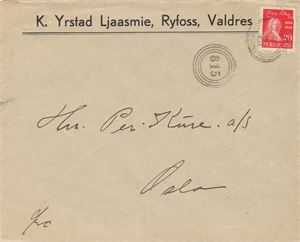 K. Yrstad Ljaasmie, Ryfoss, Valdres
20
NORGE
815
Hr. Per Kure. a/s
Oslo